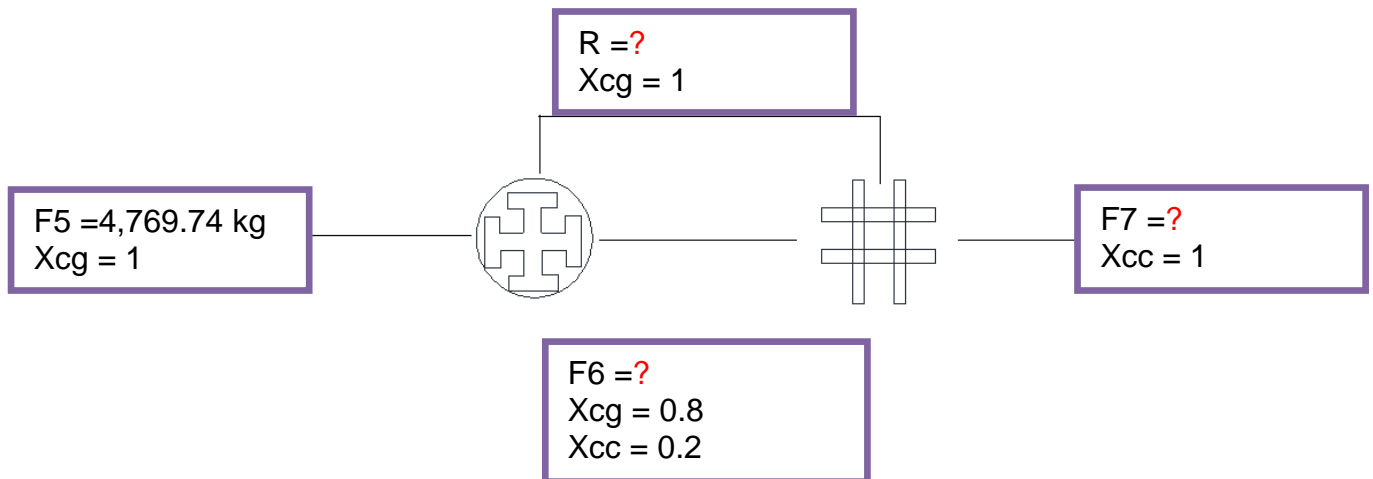 R =?
Xcg = 1
F5 =4,769.74 kg
Xcg = 1
F7 =?
Xcc = 1
F6 =?
Xcg = 0.8
Xcc = 0.2